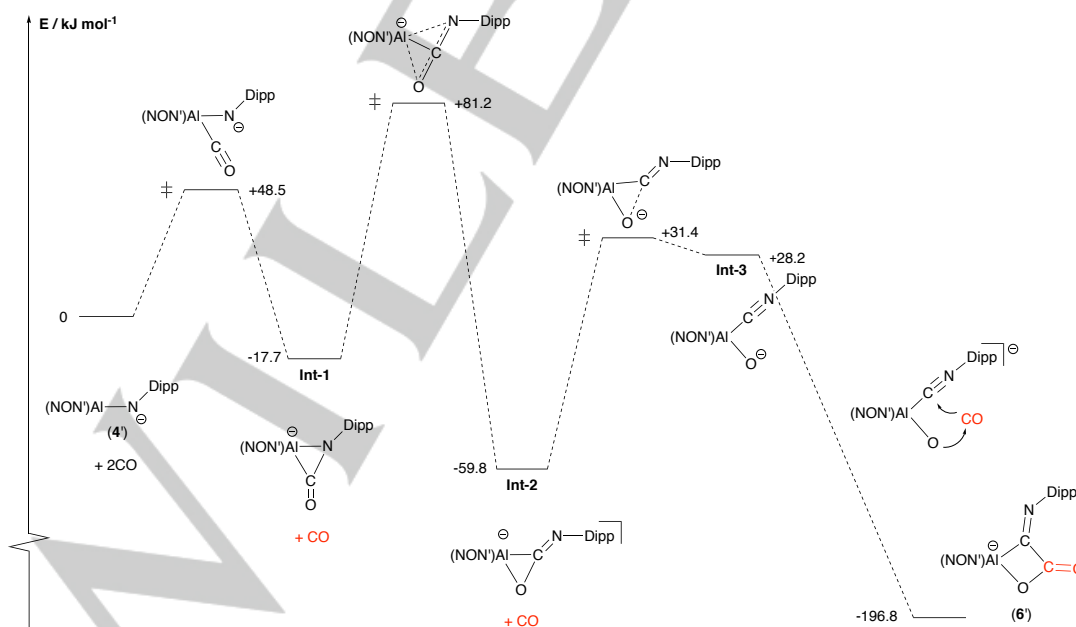 E / kJ mol-1
(NON')Al N Dipp
⊖
C
O
‡ +81.2
(NON')Al N Dipp
⊖
C
O
‡ +48.5
(NON')Al C N Dipp
O ⊖
‡ +31.4
Int-3 +28.2
(NON')Al C N Dipp
O ⊖
0
-17.7
Int-1
(NON')Al N Dipp
⊖
(4')
+ 2CO
(NON')Al N Dipp
⊖
C
O
+ CO
-59.8
Int-2
(NON')Al C N Dipp
⊖
O
+ CO
(NON')Al C N Dipp ⊖
O
CO
-196.8
(NON')Al C N Dipp
⊖
O C
(6')